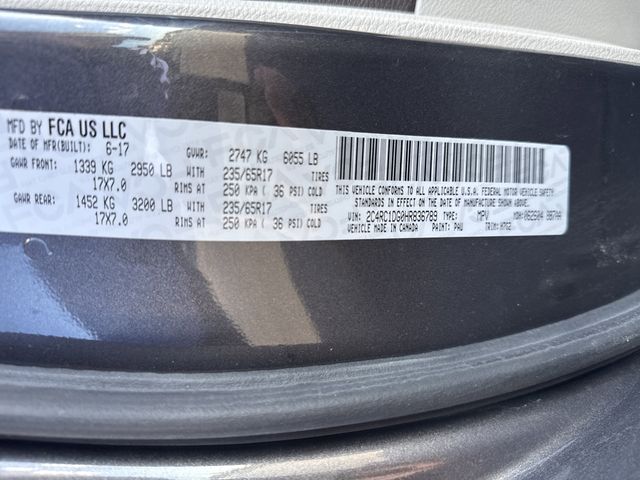 MFD BY FCA US LLC
DATE OF MFR(BUILT): 6-17 GVWR: 2747 KG 6055 LB
GAWR FRONT: 1339 KG 2950 LB WITH 235/65R17 TIRES
17X7.0 RIMS AT 250 KPA ( 36 PSI) COLD
GAWR REAR: 1452 KG 3200 LB WITH 235/65R17 TIRES
17X7.0 RIMS AT 250 KPA ( 36 PSI) COLD
THIS VEHICLE CONFORMS TO ALL APPLICABLE U.S.A. FEDERAL MOTOR VEHICLE SAFETY
STANDARDS IN EFFECT ON THE DATE OF MANUFACTURE SHOWN ABOVE.
VIN: 2C4RC1DG0HR836789 TYPE: MPV MDH: 062604
VEHICLE MADE IN CANADA PAINT: PAU TRIM: H7G2